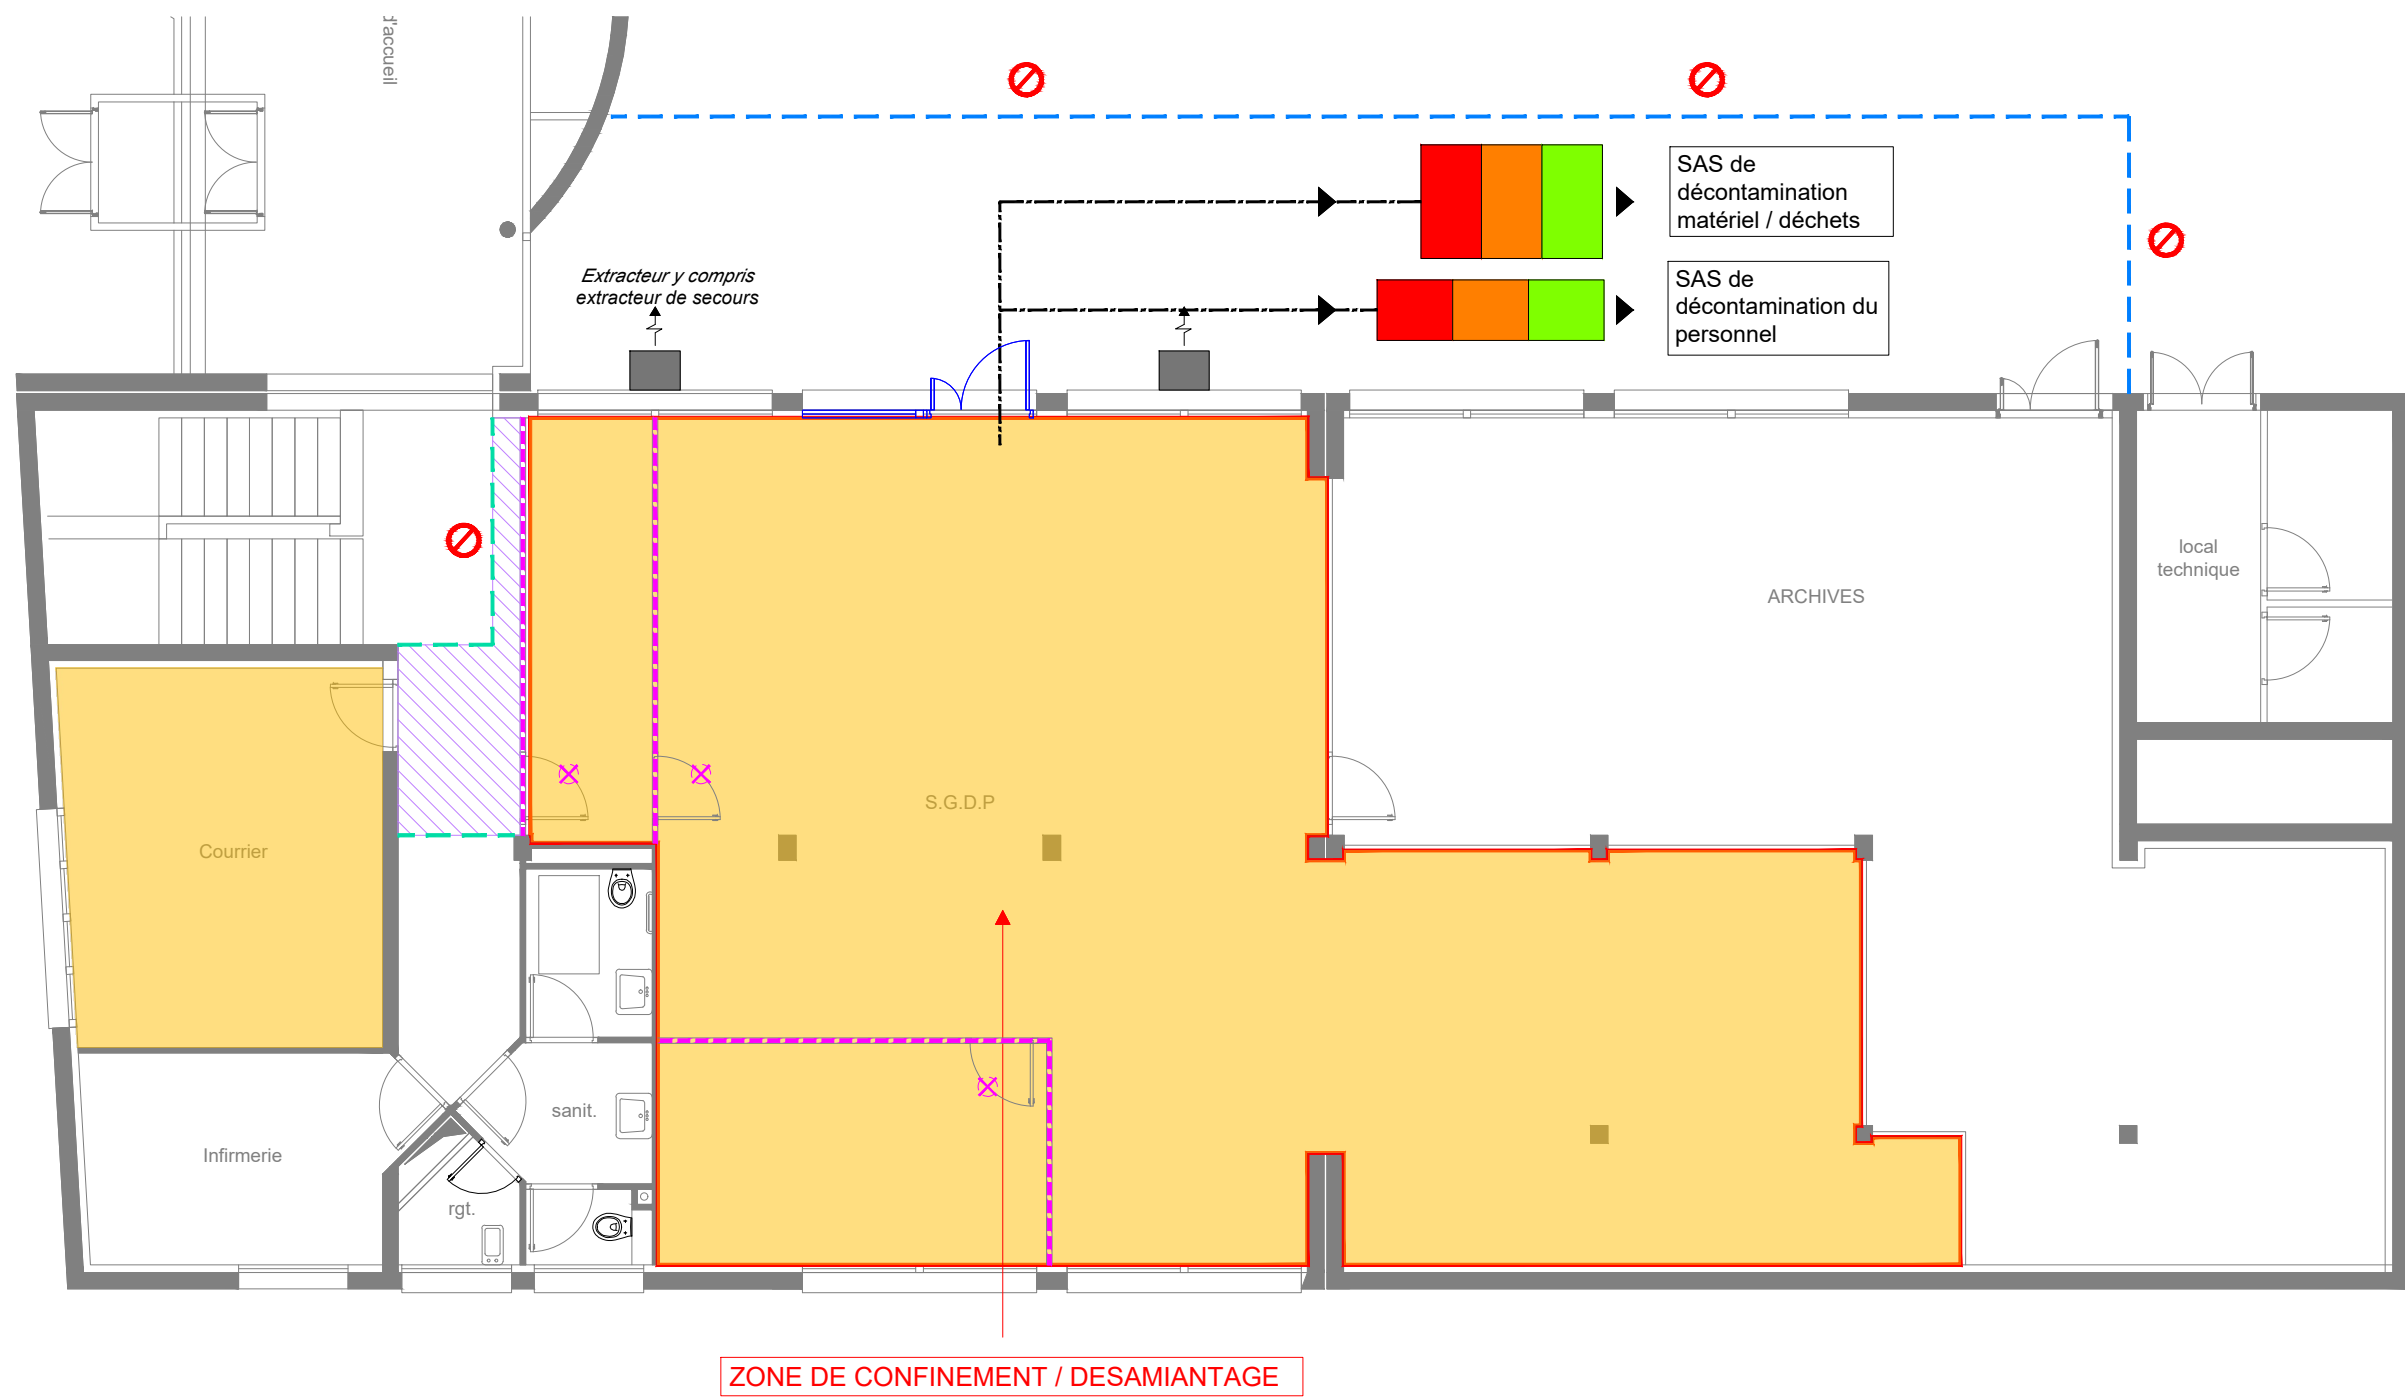 d'accueil
SAS de
décontamination
matériel / déchets
Extracteur y compris
extracteur de secours
SAS de
décontamination du
personnel
local
technique
ARCHIVES
S.G.D.P
Courrier
sanit.
Infirmerie
rgt.
ZONE DE CONFINEMENT / DESAMIANTAGE